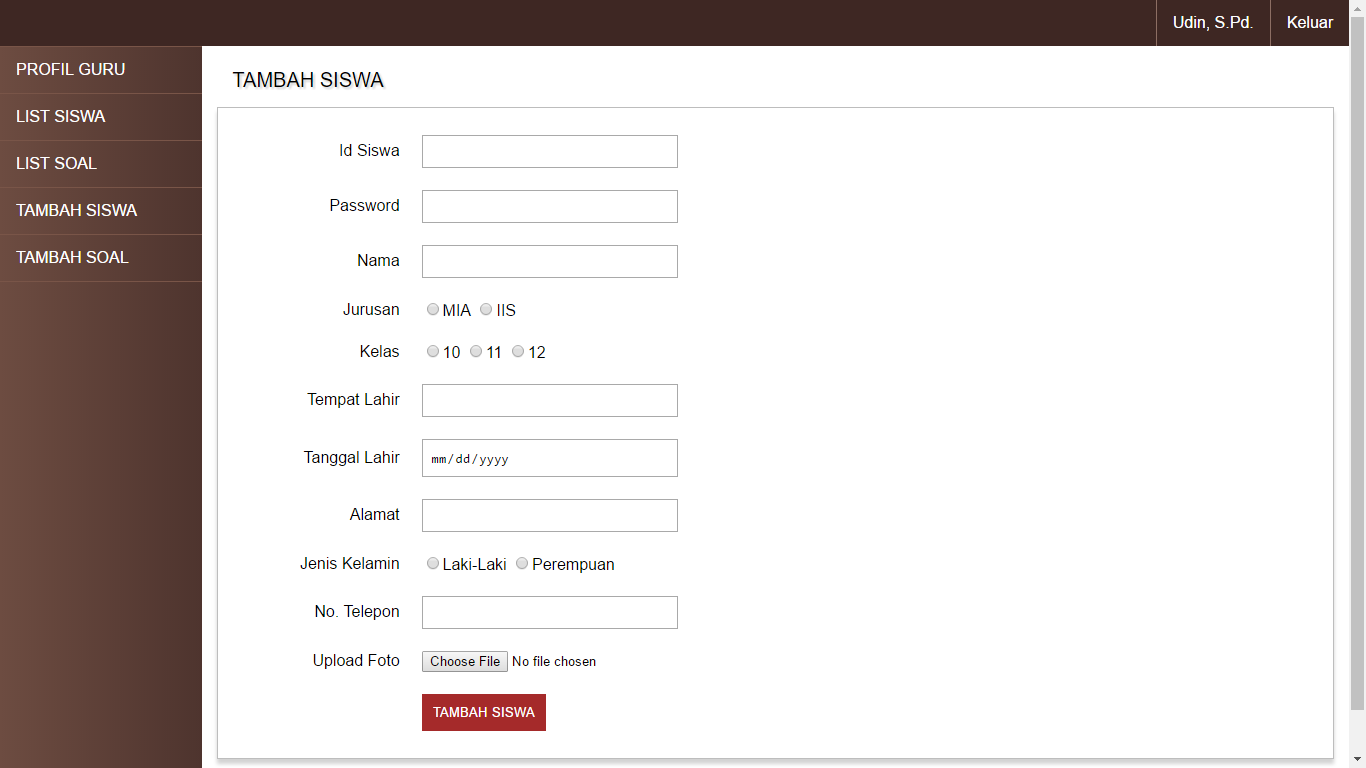 Udin, S.Pd. Keluar
PROFIL GURU
LIST SISWA
LIST SOAL
TAMBAH SISWA
TAMBAH SOAL
TAMBAH SISWA
Id Siswa
Password
Nama
Jurusan MIA IIS
Kelas 10 11 12
Tempat Lahir
Tanggal Lahir mm/dd/yyyy
Alamat
Jenis Kelamin Laki-Laki Perempuan
No. Telepon
Upload Foto Choose File No file chosen
TAMBAH SISWA